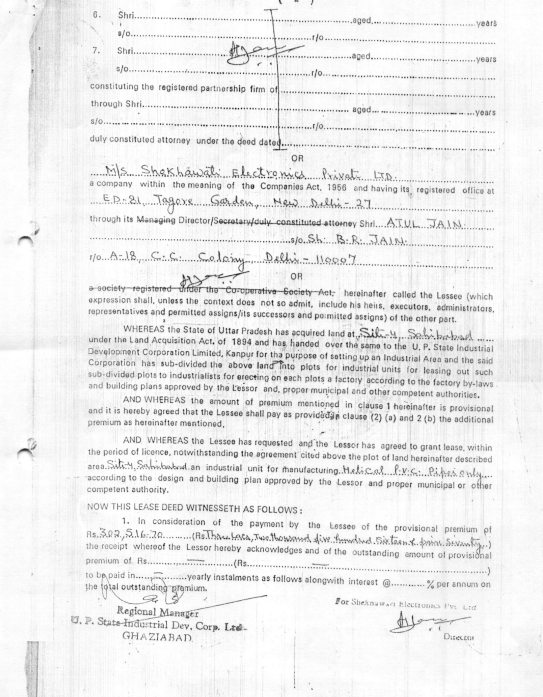 6. Shri..........aged..........years
s/o..........r/o..........
7. Shri..........aged..........years
s/o..........r/o..........
constituting the registered partnership firm of..........
through Shri.......... aged..........years
s/o..........r/o..........
duly constituted attorney under the deed dated..........
OR
M/s Shekhawati Electronics Private LTD.
a company within the meaning of the Companies Act, 1956 and having its registered office at
ED-81, Tagore Garden, New Delhi-27
through its Managing Director/Secretary/duly constituted attorney Shri. ATUL JAIN.
s/o. Sh. B.R. JAIN.
r/o. A-18, C.C. Colony, Delhi-110007
OR
a society registered under the Co-operative Society Act, hereinafter called the Lessee (which
expression shall, unless the context does not so admit, include his heirs, executors, administrators,
representatives and permitted assigns/its successors and permitted assigns) of the other part.
WHEREAS the State of Uttar Pradesh has acquired land at Site-4 Sahibabad
under the Land Acquisition Act, of 1894 and has handed over the same to the U. P. State Industrial
Development Corporation Limited, Kanpur for the purpose of setting up an Industrial Area and the said
Corporation has sub-divided the above land into plots for industrial units for leasing out such
sub-divided plots to industrialists for erecting on each plots a factory according to the factory by-laws
and building plans approved by the Lessor and, proper municipal and other competent authorities.
AND WHEREAS the amount of premium mentioned in clause 1 hereinafter is provisional
and it is hereby agreed that the Lessee shall pay as provided in clause (2) (a) and 2 (b) the additional
premium as hereinafter mentioned.
AND WHEREAS the Lessee has requested and the Lessor has agreed to grant lease, within
the period of licence, notwithstanding the agreement cited above the plot of land hereinafter described
area Site-4 Sahibabad an industrial unit for manufacturing. Helical P.V.C. Pipes only
according to the design and building plan approved by the Lessor and proper municipal or other
competent authority.
NOW THIS LEASE DEED WITNESSETH AS FOLLOWS :
1. In consideration of the payment by the Lessee of the provisional premium of
Rs. 302,516.70 (Rs Three Lacs, Two thousand five hundred Sixteen & paise Seventy.)
the receipt whereof the Lessor hereby acknowledges and of the outstanding amount of provisional
premium of. Rs..........(Rs..........)
to be paid in..........yearly instalments as follows alongwith interest @..........% per annum on
the total outstanding premium.
Regional Manager
U. P. State Industrial Dev. Corp. Ltd.
GHAZIABAD
For Shekhawati Electronics Pvt. Ltd
Director